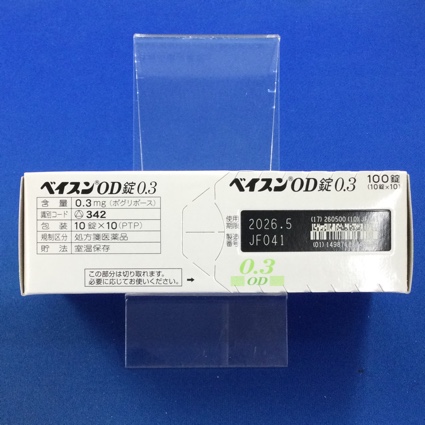 ベイスン®OD錠0.3
含量 0.3mg (ボグリボース)
識別コード 342
包装 10錠×10(PTP)
規制区分 処方箋医薬品
貯法 室温保存
この部分は切り取れます。
必要に応じてお使いください。→
ベイスン®OD錠0.3 100錠
(10錠×10)
使用期限 2026.5
製造番号 JF041
(17) 260500 (10)
0.3
OD